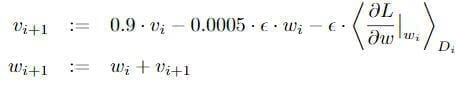 v_{i+1} := 0.9 · v_i − 0.0005 · ϵ · w_i − ϵ · ⟨ ∂L/∂w |_{w_i} ⟩_{D_i}
w_{i+1} := w_i + v_{i+1}